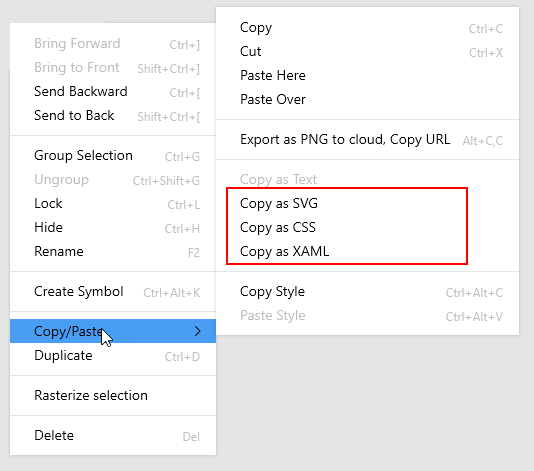 Bring Forward Ctrl+]
Bring to Front Shift+Ctrl+]
Send Backward Ctrl+[
Send to Back Shift+Ctrl+[
Group Selection Ctrl+G
Ungroup Ctrl+Shift+G
Lock Ctrl+L
Hide Ctrl+H
Rename F2
Create Symbol Ctrl+Alt+K
Copy/Paste
Duplicate Ctrl+D
Rasterize selection
Delete Del
Copy Ctrl+C
Cut Ctrl+X
Paste Here
Paste Over
Export as PNG to cloud, Copy URL Alt+C,C
Copy as Text
Copy as SVG
Copy as CSS
Copy as XAML
Copy Style Ctrl+Alt+C
Paste Style Ctrl+Alt+V